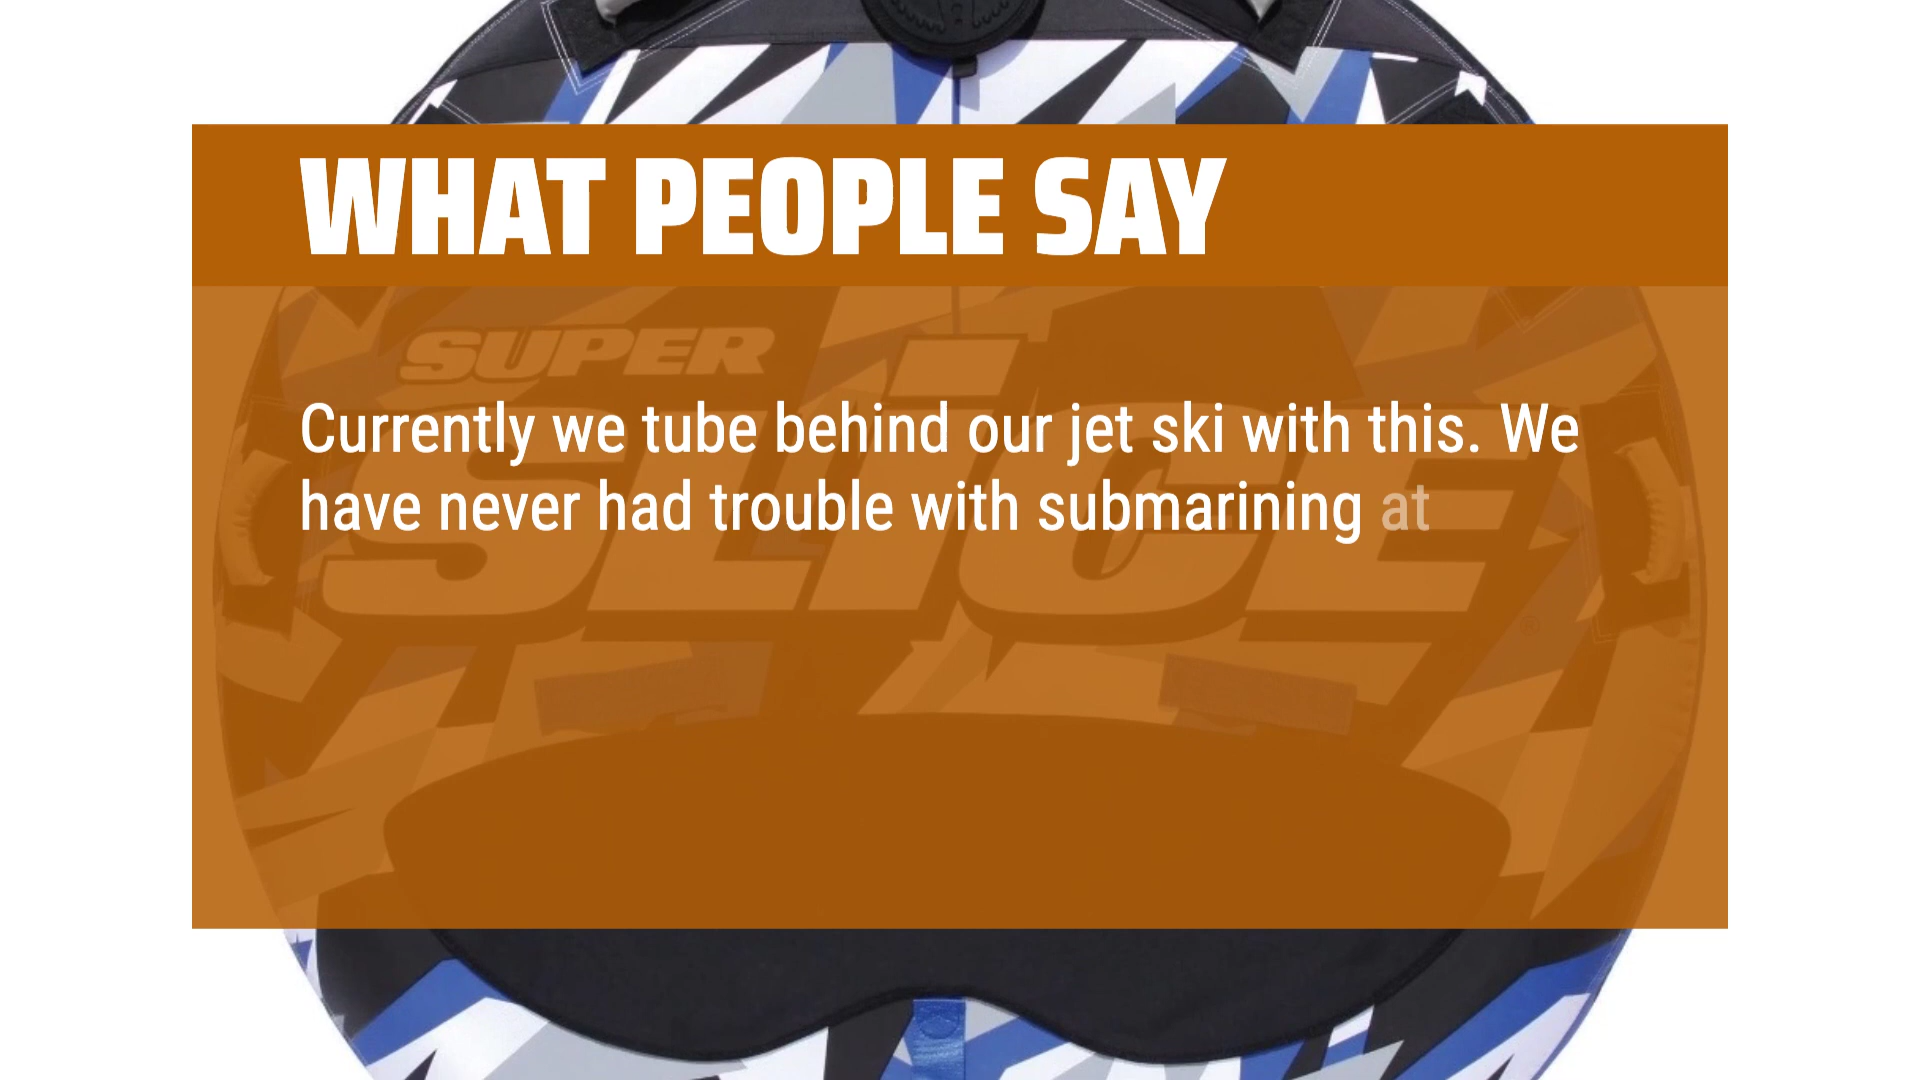 WHAT PEOPLE SAY
SUPER
SLiCE
Currently we tube behind our jet ski with this. We
have never had trouble with submarining at